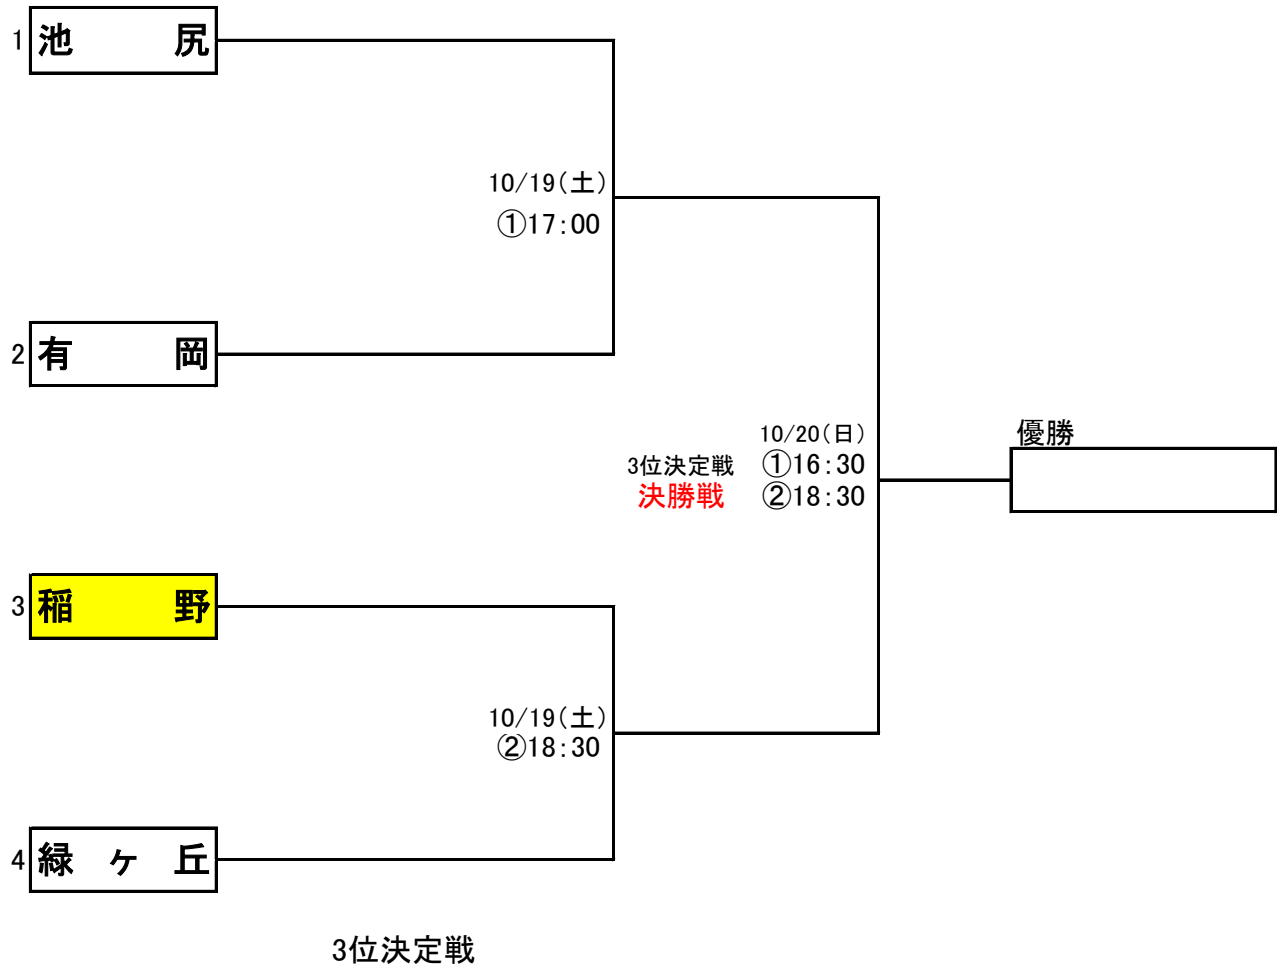 1 池 尻
10/19(土)
①17:00
2 有 岡
10/20(日)
3位決定戦 ①16:30
決勝戦 ②18:30
優勝
3 稲 野
10/19(土)
②18:30
4 緑 ヶ 丘
3位決定戦